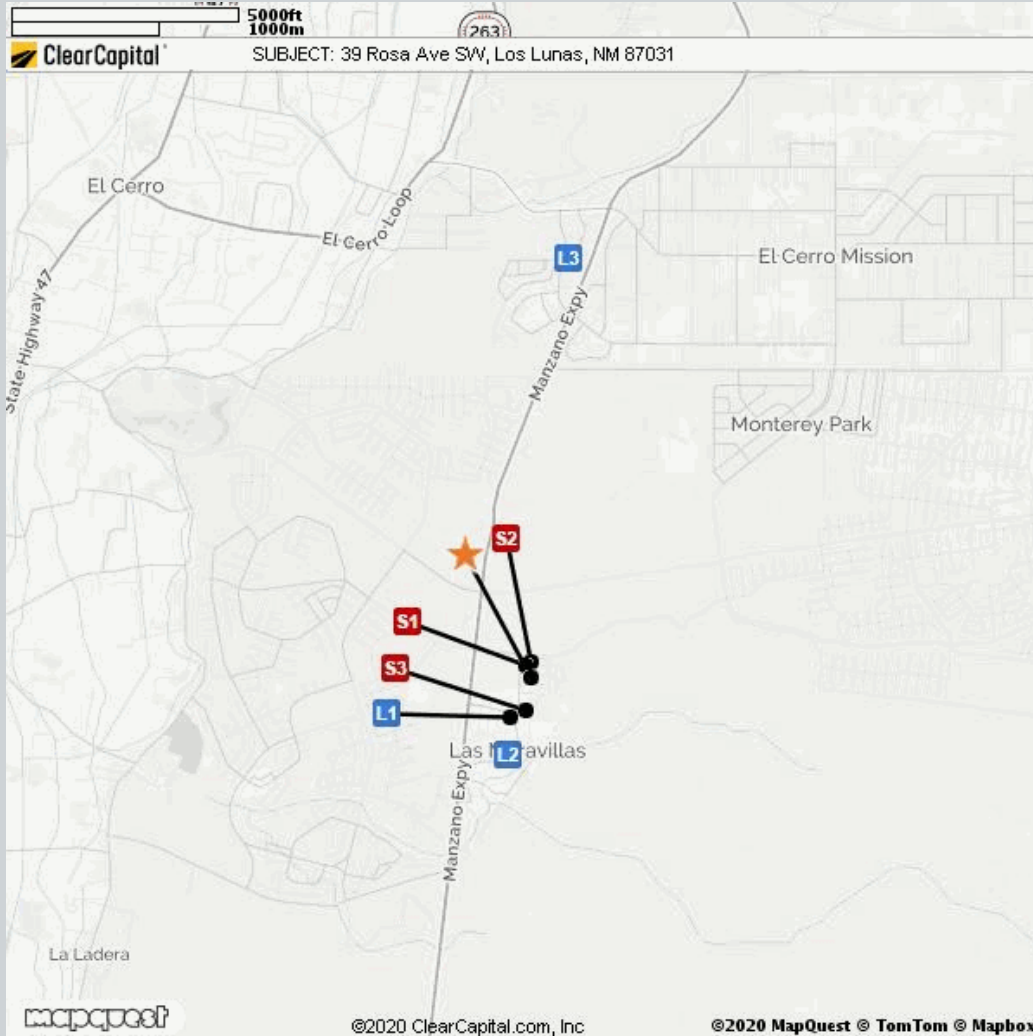 5000ft
1000m
263
ClearCapital
SUBJECT: 39 Rosa Ave SW, Los Lunas, NM 87031
El Cerro
El Cerro Loop
L3
El Cerro Mission
State Highway 47
Manzano Expy
Monterey Park
S2
S1
S3
L1
Las M ravillas
L2
Manzano Expy
La Ladera
mapquest
©2020 ClearCapital.com, Inc
©2020 MapQuest © TomTom © Mapbox